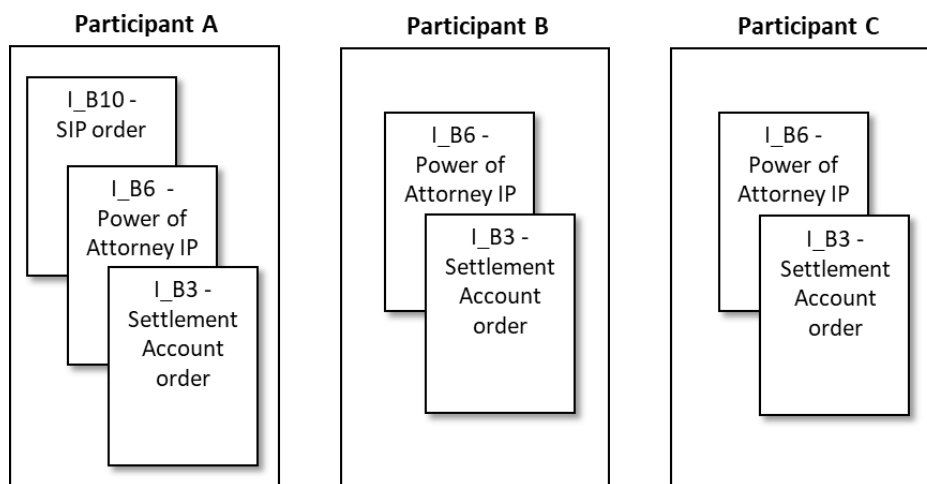 Participant A
I_B10 -
SIP order
I_B6 -
Power of
Attorney IP
I_B3 -
Settlement
Account
order
Participant B
I_B6 -
Power of
Attorney IP
I_B3 -
Settlement
Account
order
Participant C
I_B6 -
Power of
Attorney IP
I_B3 -
Settlement
Account
order